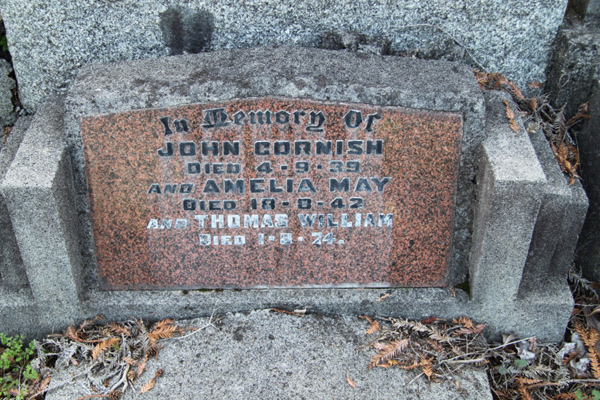 In Memory Of
JOHN CORNISH
DIED 4-9-39
AND AMELIA MAY
DIED 18-8-42
AND THOMAS WILLIAM
DIED 1-8-74.